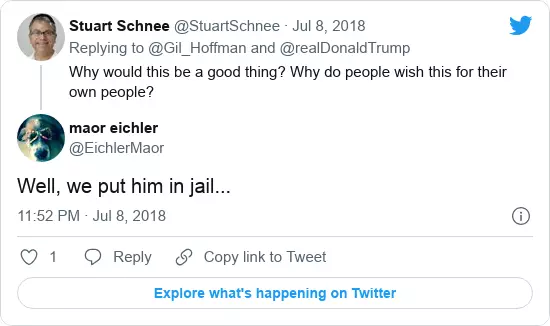 Stuart Schnee @StuartSchnee · Jul 8, 2018
Replying to @Gil_Hoffman and @realDonaldTrump
Why would this be a good thing? Why do people wish this for their
own people?
maor eichler
@EichlerMaor
Well, we put him in jail...
11:52 PM · Jul 8, 2018
1 Reply Copy link to Tweet
Explore what's happening on Twitter